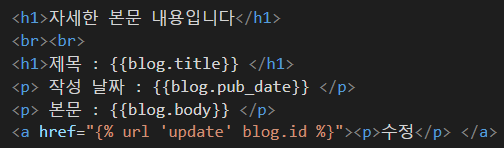 <h1>자세한 본문 내용입니다</h1>
<br><br>
<h1>제목 : {{blog.title}} </h1>
<p> 작성 날짜 : {{blog.pub_date}} </p>
<p> 본문 : {{blog.body}} </p>
<a href="{% url 'update' blog.id %}"><p>수정</p> </a>